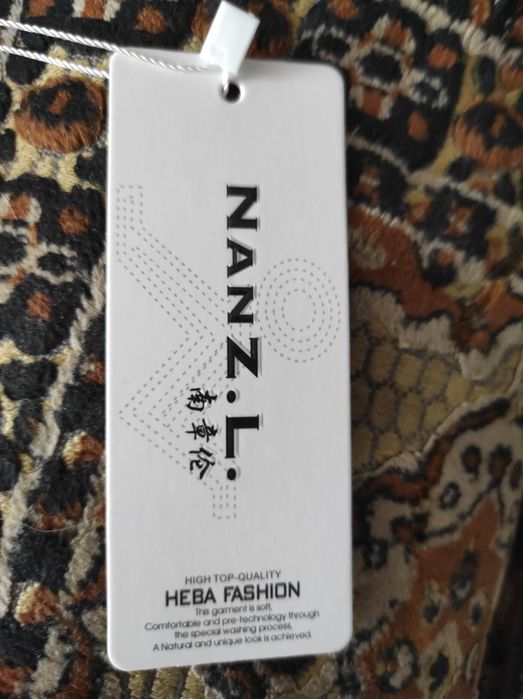 NANZ.L.
南章伦
HIGH TOP-QUALITY
HEBA FASHION
This garment is soft,
Comfortable and pre-technology through
the special washing process,
A Natural and unique look is achieved.